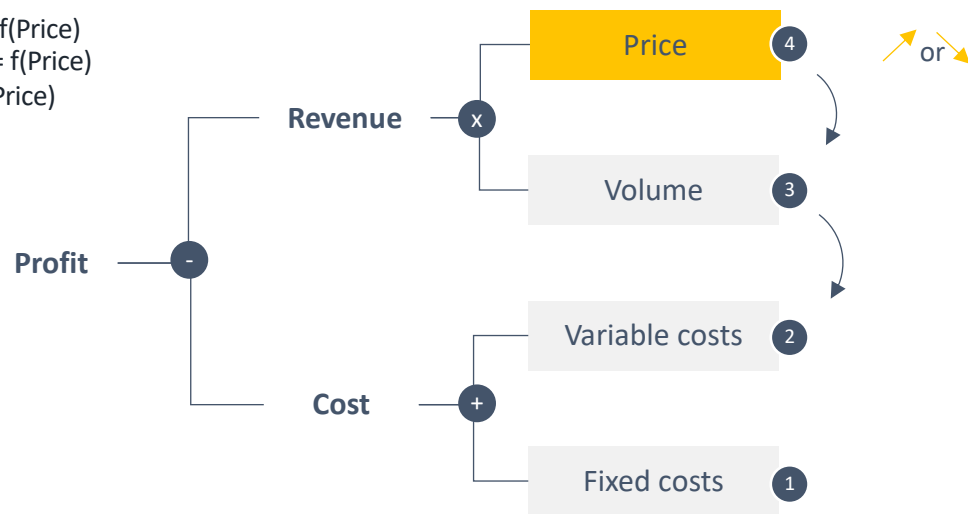 f(Price)
= f(Price)
Price)
Price
4
or
Revenue
x
Volume
3
Profit
-
Variable costs
2
Cost
+
Fixed costs
1